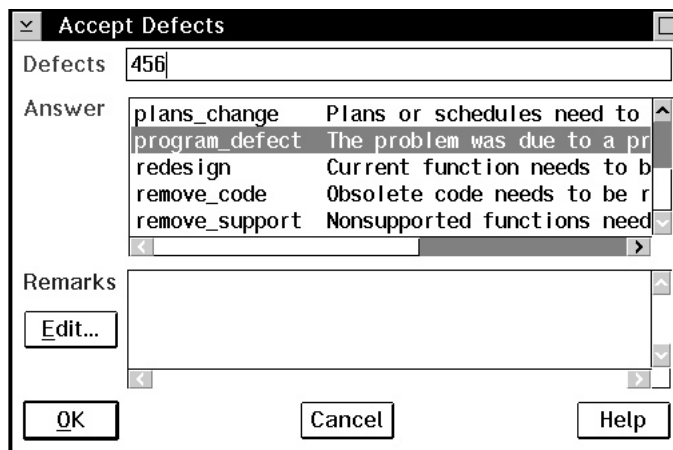 Accept Defects
Defects 456
Answer
plans_change Plans or schedules need to
program_defect The problem was due to a pr
redesign Current function needs to b
remove_code Obsolete code needs to be r
remove_support Nonsupported functions need
Remarks
Edit...
OK Cancel Help